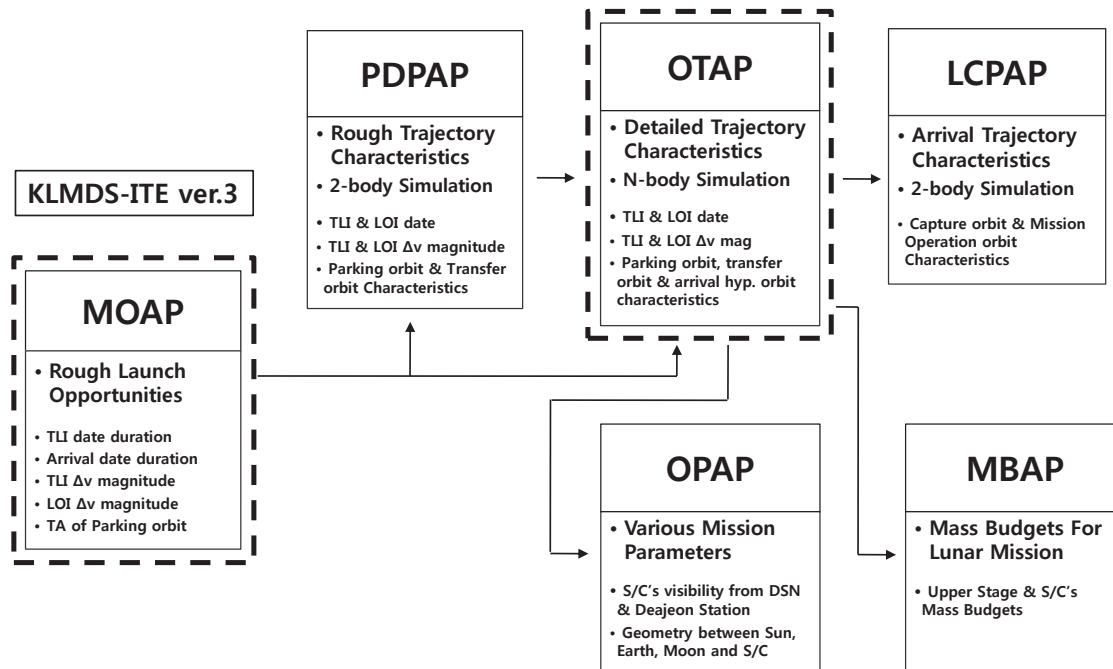 KLMDS-ITE ver.3
MOAP
• Rough Launch
Opportunities
• TLI date duration
• Arrival date duration
• TLI Δv magnitude
• LOI Δv magnitude
• TA of Parking orbit
PDPAP
• Rough Trajectory
Characteristics
• 2-body Simulation
• TLI & LOI date
• TLI & LOI Δv magnitude
• Parking orbit & Transfer
orbit Characteristics
OTAP
• Detailed Trajectory
Characteristics
• N-body Simulation
• TLI & LOI date
• TLI & LOI Δv mag
• Parking orbit, transfer
orbit & arrival hyp. orbit
characteristics
LCPAP
• Arrival Trajectory
Characteristics
• 2-body Simulation
• Capture orbit & Mission
Operation orbit
Characteristics
OPAP
• Various Mission
Parameters
• S/C's visibility from DSN
& Deajeon Station
• Geometry between Sun,
Earth, Moon and S/C
MBAP
• Mass Budgets For
Lunar Mission
• Upper Stage & S/C's
Mass Budgets